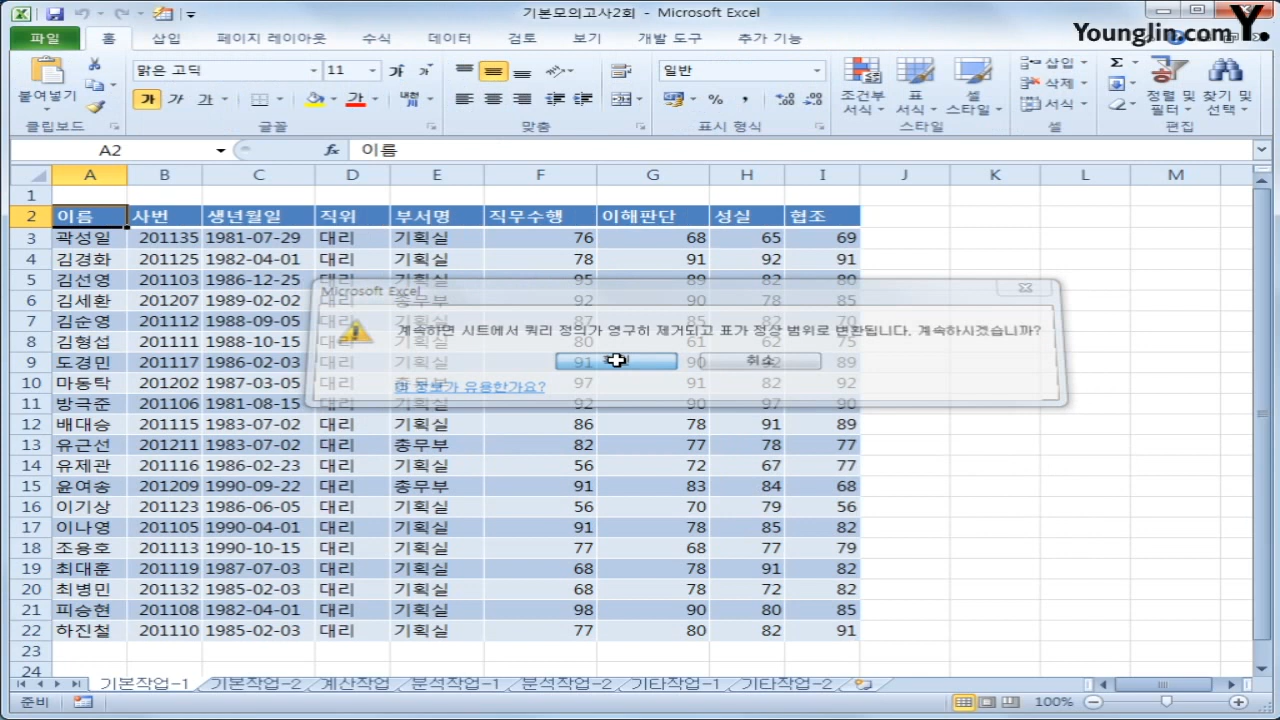 기본모의고사2회 - Microsoft Excel
Younglin.com Y.
파일 홈 삽입 페이지 레이아웃 수식 데이터 검토 보기 개발 도구 추가 기능
붙여넣기 맑은 고딕 11 가 가 가 가 가 가 내천 일반 % , 조건부 서식 표 서식 셀 스타일 삽입 삭제 서식 Σ 정렬 및 필터 찾기 및 선택
클립보드 글꼴 맞춤 표시 형식 스타일 셀 편집
A2 fx 이름
A B C D E F G H I J K L M
1
2 이름 사번 생년월일 직위 부서명 직무수행 이해판단 성실 협조
3 곽성일 201135 1981-07-29 대리 기획실 76 68 65 69
4 김경화 201125 1982-04-01 대리 기획실 78 91 92 91
5 김선영 201103 1986-12-25 대리 기획실 95 89 82 80
Microsoft Excel
6 김세환 201207 1989-02-02 대리 총무부 92 90 78 85
7 김순영 201112 1988-09-05 87 85 82 70
계속하면 시트에서 쿼리 정의가 영구히 제거되고 표가 정상 범위로 변환됩니다. 계속하시겠습니까?
8 김형섭 201111 1988-10-15 대리 기획실 80 61 62 75
9 도경민 201117 1986-02-03 대리 기획실 91 90 82 89
취소
10 마동탁 201202 1987-03-05 대리 총무부 97 91 82 92
이 정보가 유용한가요?
11 방극준 201106 1981-08-15 대리 기획실 92 90 97 90
12 배대승 201115 1983-07-02 대리 기획실 86 78 91 89
13 유근선 201211 1983-07-02 대리 총무부 82 77 78 77
14 유제관 201116 1986-02-23 대리 기획실 56 72 67 77
15 윤여송 201209 1990-09-22 대리 총무부 91 83 84 68
16 이기상 201123 1986-06-05 대리 기획실 56 70 79 56
17 이나영 201105 1990-04-01 대리 기획실 91 78 85 82
18 조용호 201113 1990-10-15 대리 기획실 77 68 77 79
19 최대훈 201119 1987-07-03 대리 기획실 68 78 91 82
20 최병민 201132 1985-02-03 대리 기획실 68 78 72 82
21 피승현 201108 1982-04-01 대리 기획실 98 90 80 85
22 하진철 201110 1985-02-03 대리 기획실 77 80 82 91
23
24
기본작업-1 기본작업-2 계산작업 분석작업-1 분석작업-2 기타작업-1 기타작업-2
준비 100%